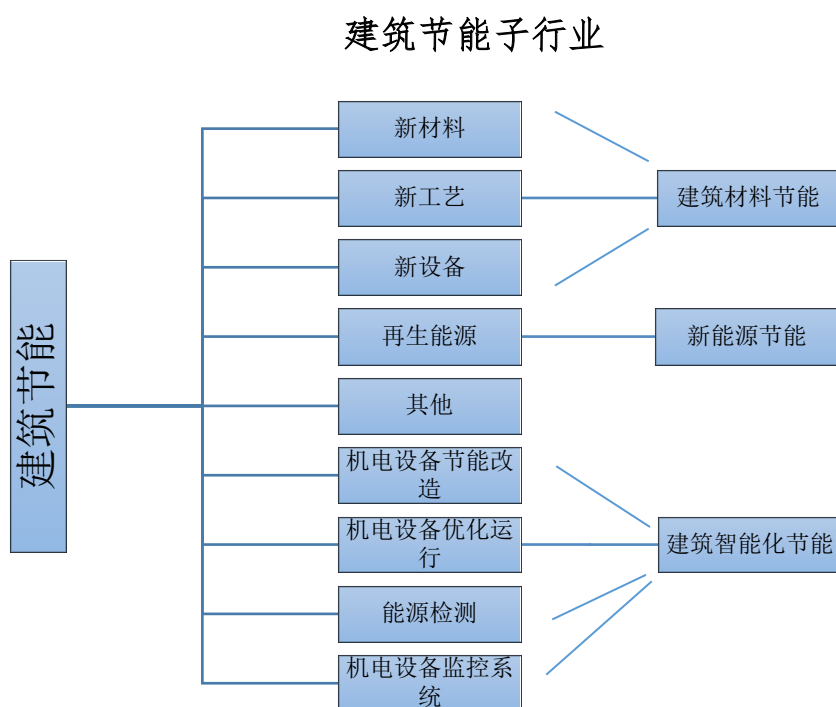 建筑节能子行业
建筑节能
新材料
新工艺
新设备
再生能源
其他
机电设备节能改
造
机电设备优化运
行
能源检测
机电设备监控系
统
建筑材料节能
新能源节能
建筑智能化节能